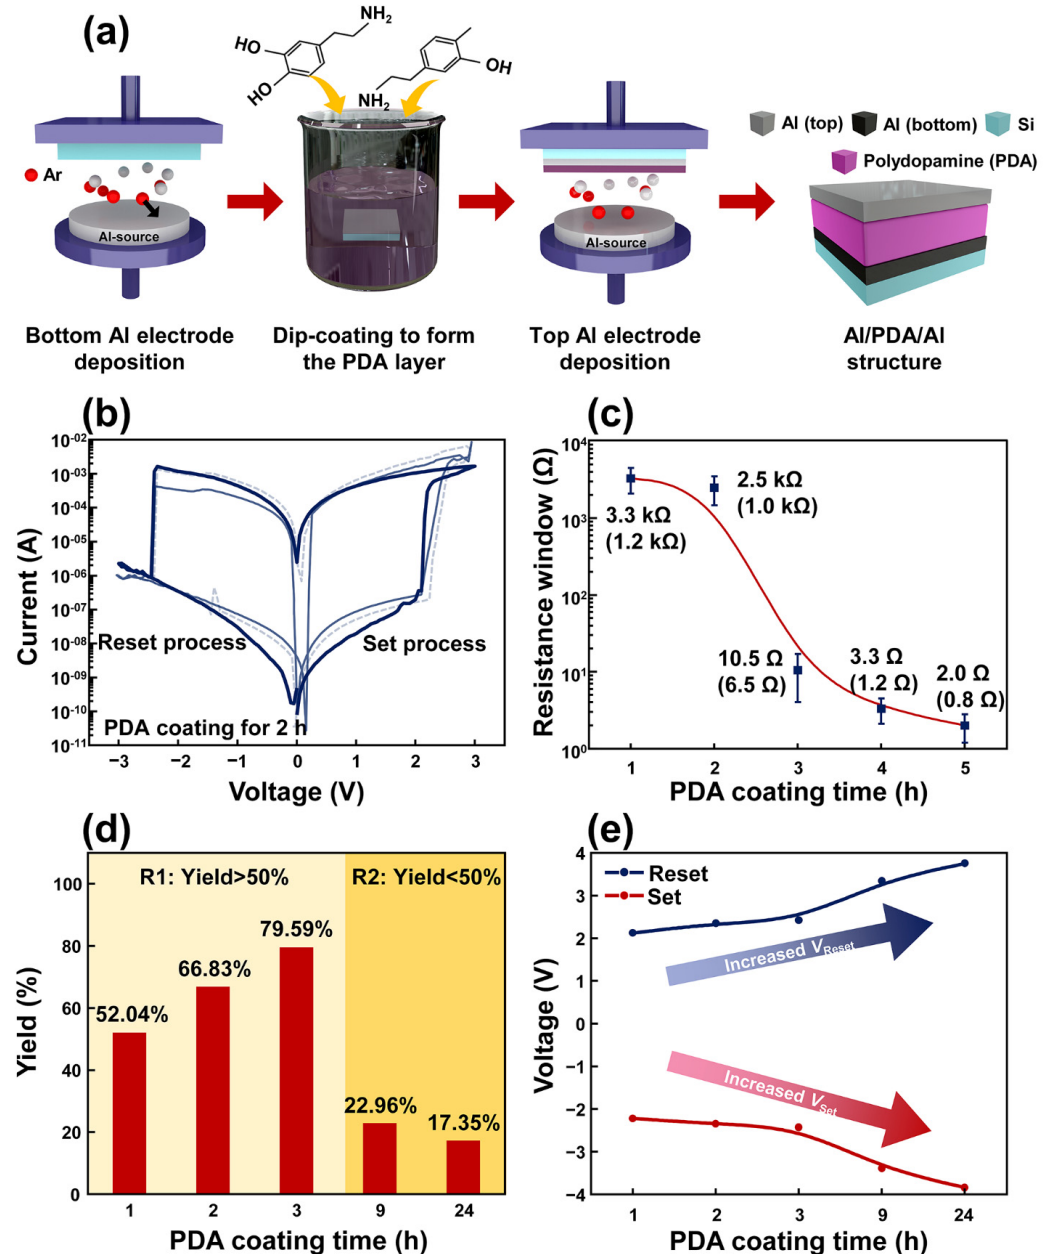 (a)
NH2
HO
HO
NH2
OH
Ar
Al-source
Al-source
Al (top) Al (bottom) Si
Polydopamine (PDA)
Bottom Al electrode
deposition
Dip-coating to form
the PDA layer
Top Al electrode
deposition
Al/PDA/Al
structure
(b)
Current (A)
10-02
10-03
10-04
10-05
10-06
10-07
10-08
10-09
10-10
10-11
Reset process
Set process
PDA coating for 2 h
−3 −2 −1 0 1 2 3
Voltage (V)
(c)
Resistance window (Ω)
104
103
102
101
100
3.3 kΩ
(1.2 kΩ)
2.5 kΩ
(1.0 kΩ)
10.5 Ω
(6.5 Ω)
3.3 Ω
(1.2 Ω)
2.0 Ω
(0.8 Ω)
1 2 3 4 5
PDA coating time (h)
(d)
Yield (%)
100
80
60
40
20
0
R1: Yield>50%
R2: Yield<50%
52.04%
66.83%
79.59%
22.96%
17.35%
1 2 3 9 24
PDA coating time (h)
(e)
Voltage (V)
4
3
2
1
0
−1
−2
−3
−4
Reset
Set
Increased VReset
Increased VSet
1 2 3 9 24
PDA coating time (h)